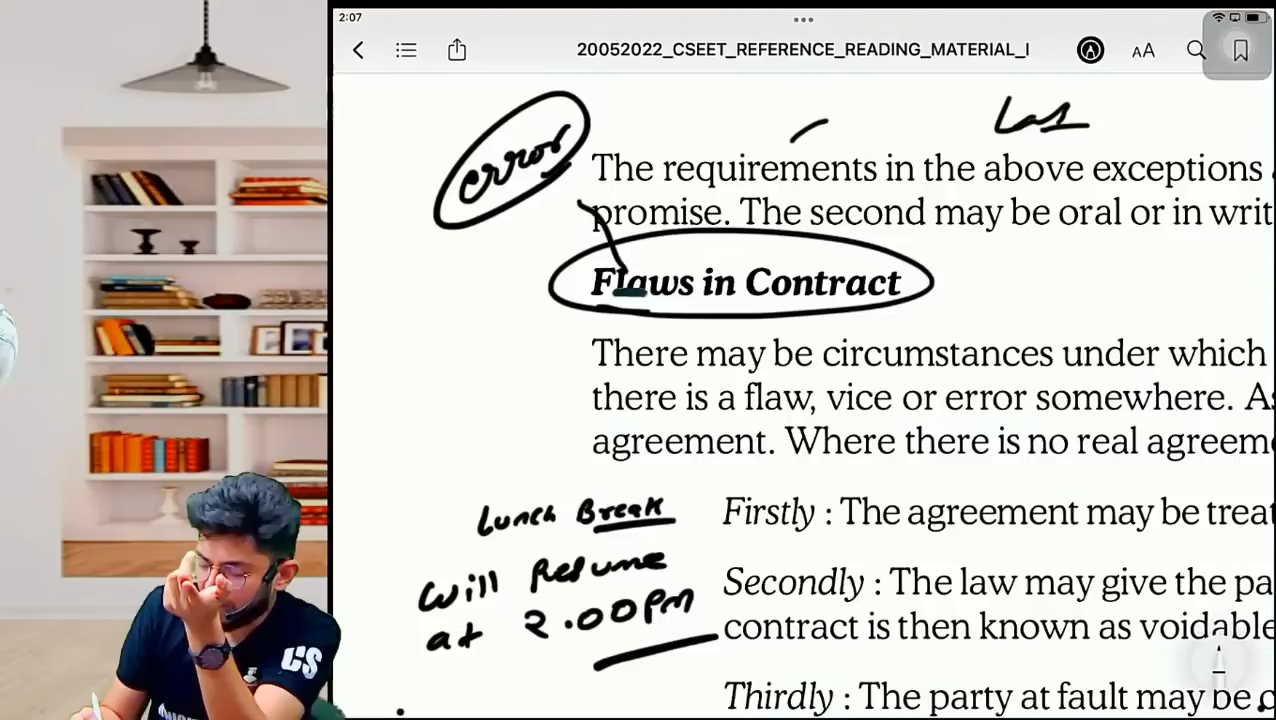 2:07
20052022_CSEET_REFERENCE_READING_MATERIAL_I
AA
error
Las
The requirements in the above exceptions
promise. The second may be oral or in writ
Flaws in Contract
There may be circumstances under which
there is a flaw, vice or error somewhere. As
agreement. Where there is no real agreem
Lunch Break
Firstly : The agreement may be treat
Will Resume
at 2.00Pm
Secondly : The law may give the pa
contract is then known as voidable
Thirdly : The party at fault may be
CS